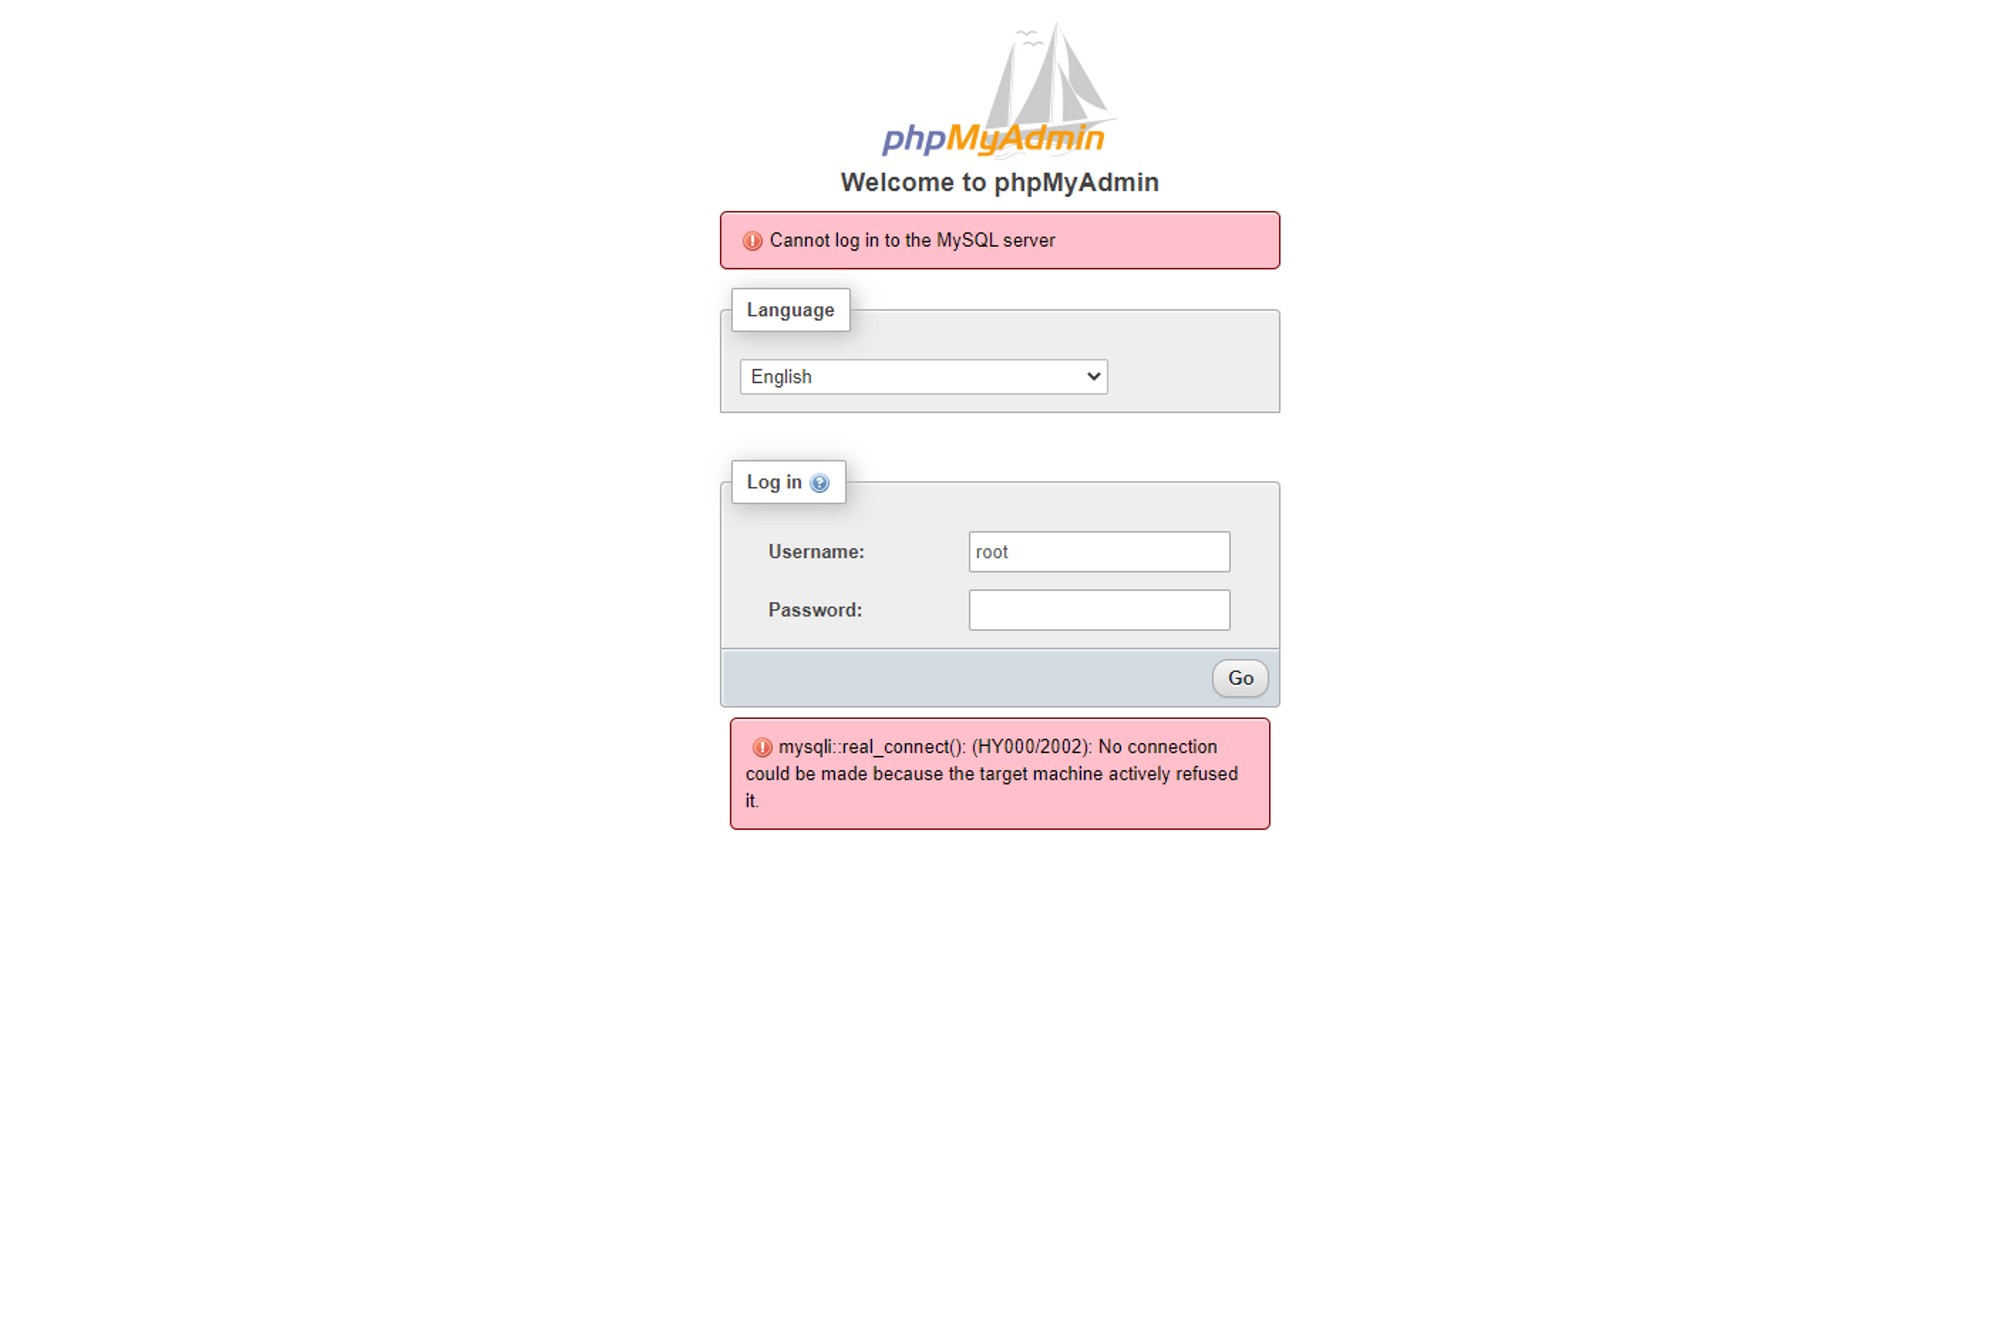 phpMyAdmin
Welcome to phpMyAdmin
Cannot log in to the MySQL server
Language
English
Log in
Username:
root
Password:
Go
mysqli::real_connect(): (HY000/2002): No connection
could be made because the target machine actively refused
it.